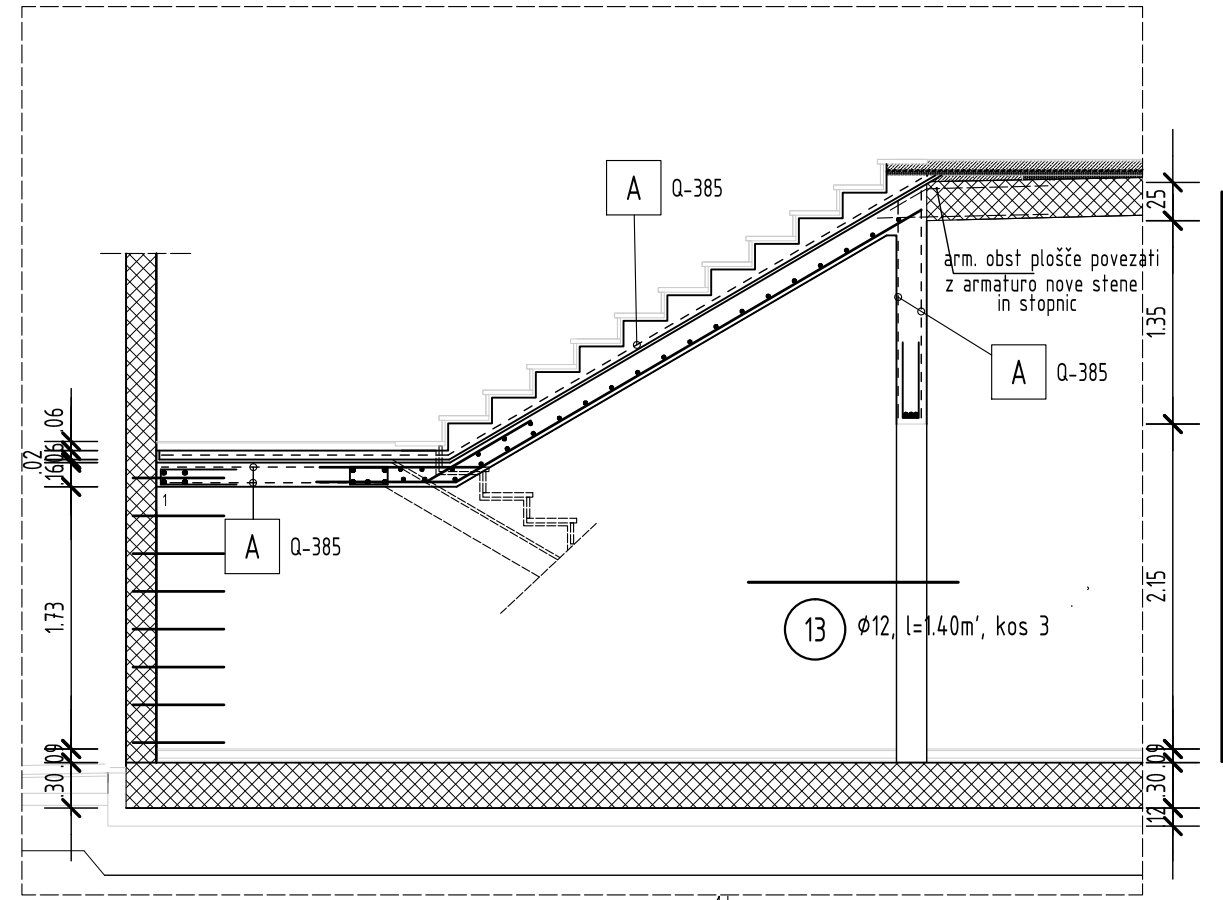 A Q-385
25
arm. obst plošče povezati
z armaturo nove stene
in stopnic
1.35
A Q-385
.06
.06
.02
.16
1
A Q-385
1.73
2.15
13 Φ12, l=1.40m', kos 3
.09
.30
.09
.30
12